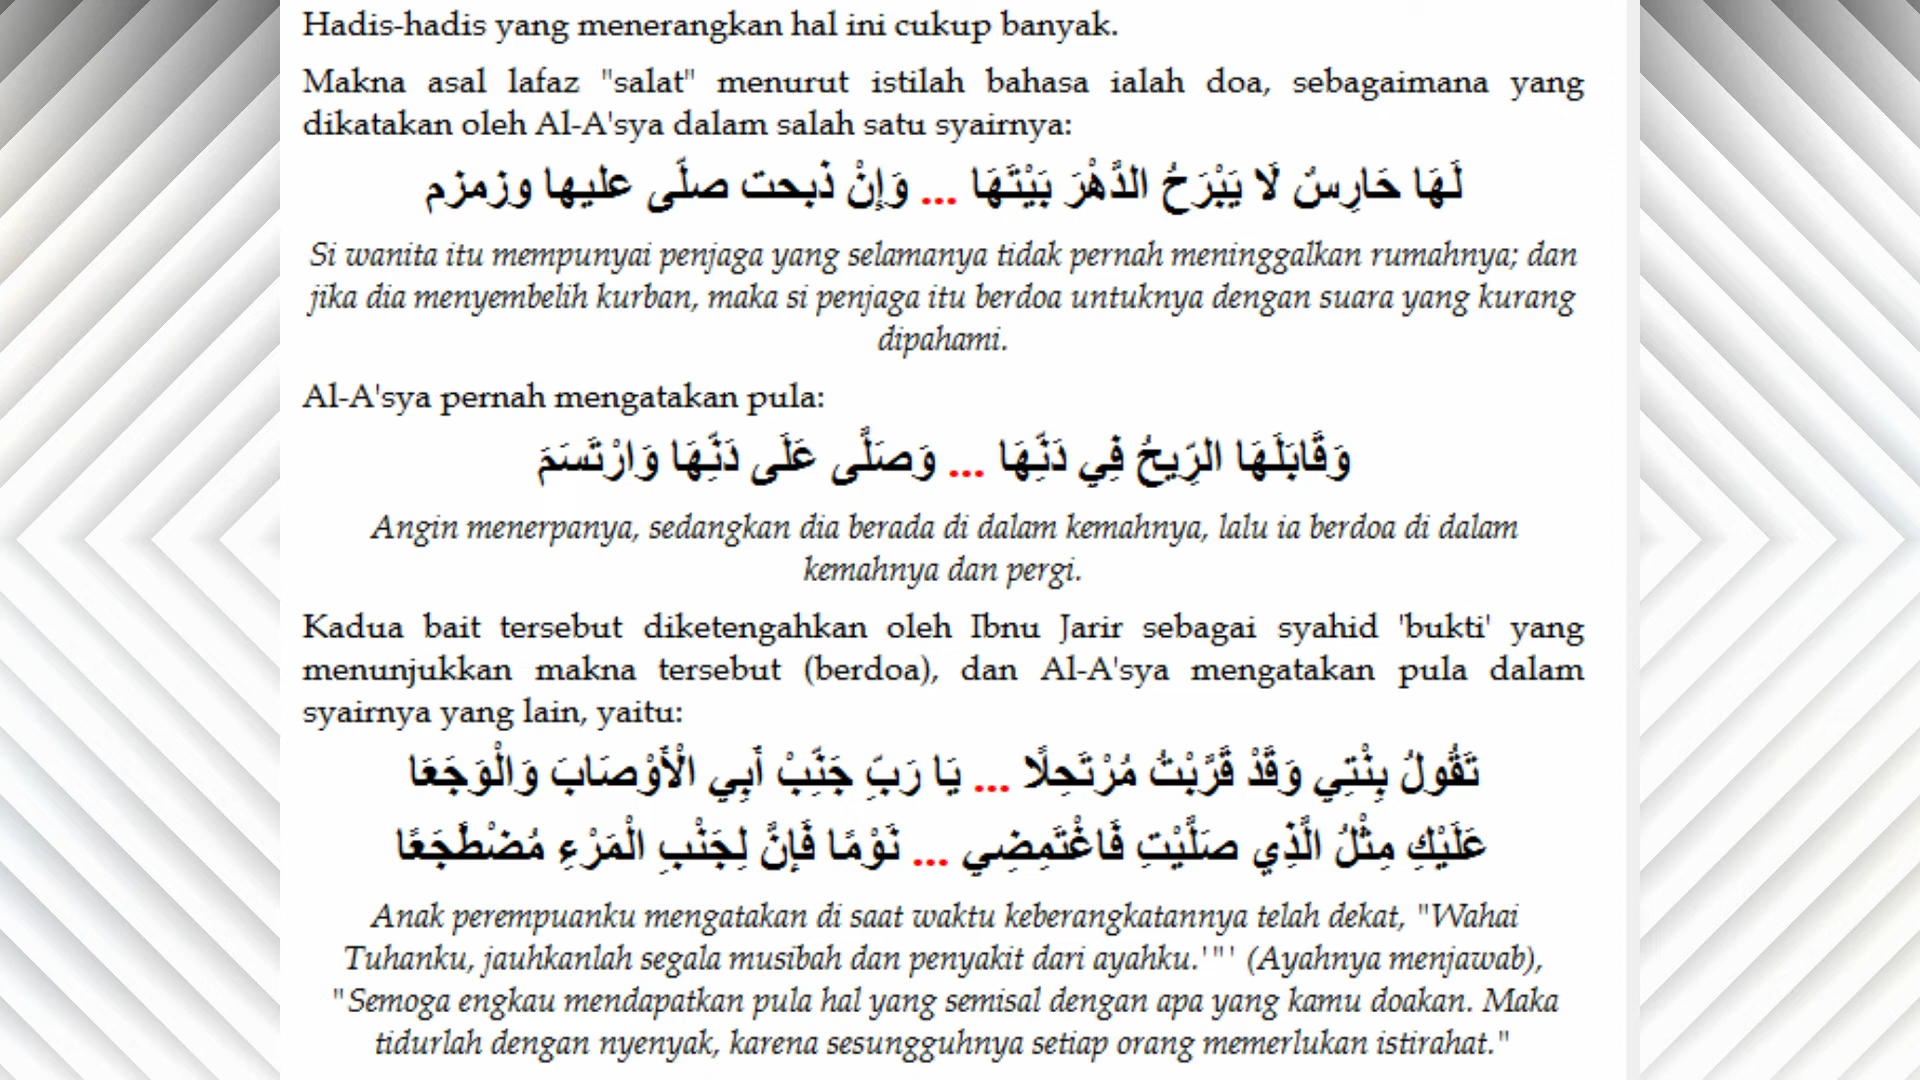 Hadis-hadis yang menerangkan hal ini cukup banyak.
Makna asal lafaz "salat" menurut istilah bahasa ialah doa, sebagaimana yang
dikatakan oleh Al-A'sya dalam salah satu syairnya:
لَهَا حَارِسٌ لَا يَبْرَحُ الدَّهْرَ بَيْتَهَا ... وَإِنْ ذُبحت صلّى عليها وزمزم
Si wanita itu mempunyai penjaga yang selamanya tidak pernah meninggalkan rumahnya; dan
jika dia menyembelih kurban, maka si penjaga itu berdoa untuknya dengan suara yang kurang
dipahami.
Al-A'sya pernah mengatakan pula:
وَقَابَلَهَا الرِّيحُ فِي دَنِّهَا ... وَصَلَّى عَلَى دَنِّهَا وَارْتَسَمَ
Angin menerpanya, sedangkan dia berada di dalam kemahnya, lalu ia berdoa di dalam
kemahnya dan pergi.
Kadua bait tersebut diketengahkan oleh Ibnu Jarir sebagai syahid 'bukti' yang
menunjukkan makna tersebut (berdoa), dan Al-A'sya mengatakan pula dalam
syairnya yang lain, yaitu:
تَقُولُ بِنْتِي وَقَدْ قَرَّبْتُ مُرْتَحِلًا ... يَا رَبِّ جَنِّبْ أَبِي الْأَوْصَابَ وَالْوَجَعَا
عَلَيْكِ مِثْلُ الَّذِي صَلَّيْتِ فَاغْتَمِضِي ... نَوْمًا فَإِنَّ لِجَنْبِ الْمَرْءِ مُضْطَجَعًا
Anak perempuanku mengatakan di saat waktu keberangkatannya telah dekat, "Wahai
Tuhanku, jauhkanlah segala musibah dan penyakit dari ayahku.'"' (Ayahnya menjawab),
"Semoga engkau mendapatkan pula hal yang semisal dengan apa yang kamu doakan. Maka
tidurlah dengan nyenyak, karena sesungguhnya setiap orang memerlukan istirahat."